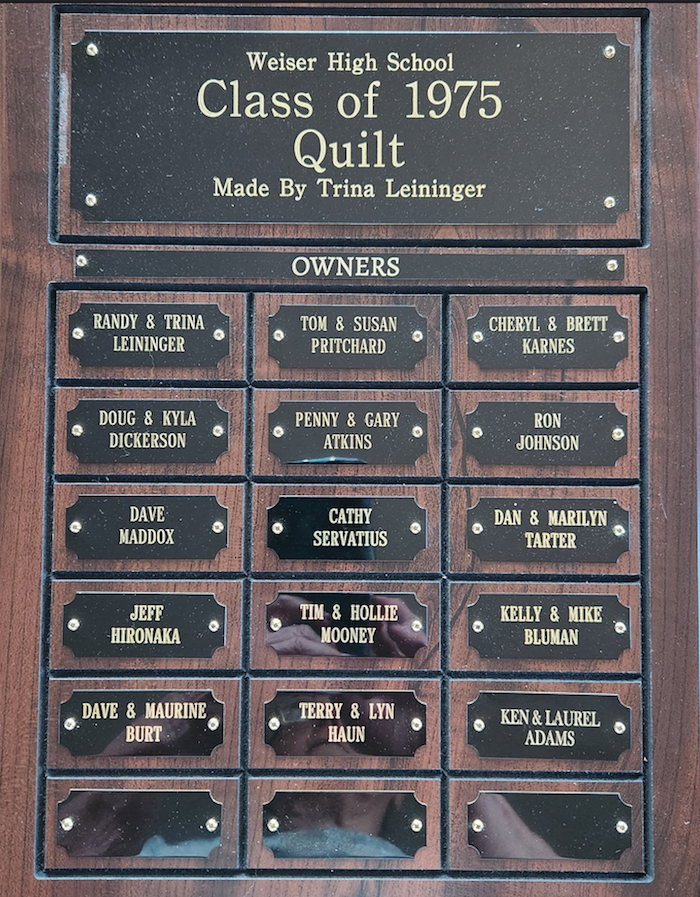 Weiser High School
Class of 1975
Quilt
Made By Trina Leininger
OWNERS
RANDY & TRINA
LEININGER
TOM & SUSAN
PRITCHARD
CHERYL & BRETT
KARNES
DOUG & KYLA
DICKERSON
PENNY & GARY
ATKINS
RON
JOHNSON
DAVE
MADDOX
CATHY
SERVATIUS
DAN & MARILYN
TARTER
JEFF
HIRONAKA
TIM & HOLLIE
MOONEY
KELLY & MIKE
BLUMAN
DAVE & MAURINE
BURT
TERRY & LYN
HAUN
KEN & LAUREL
ADAMS